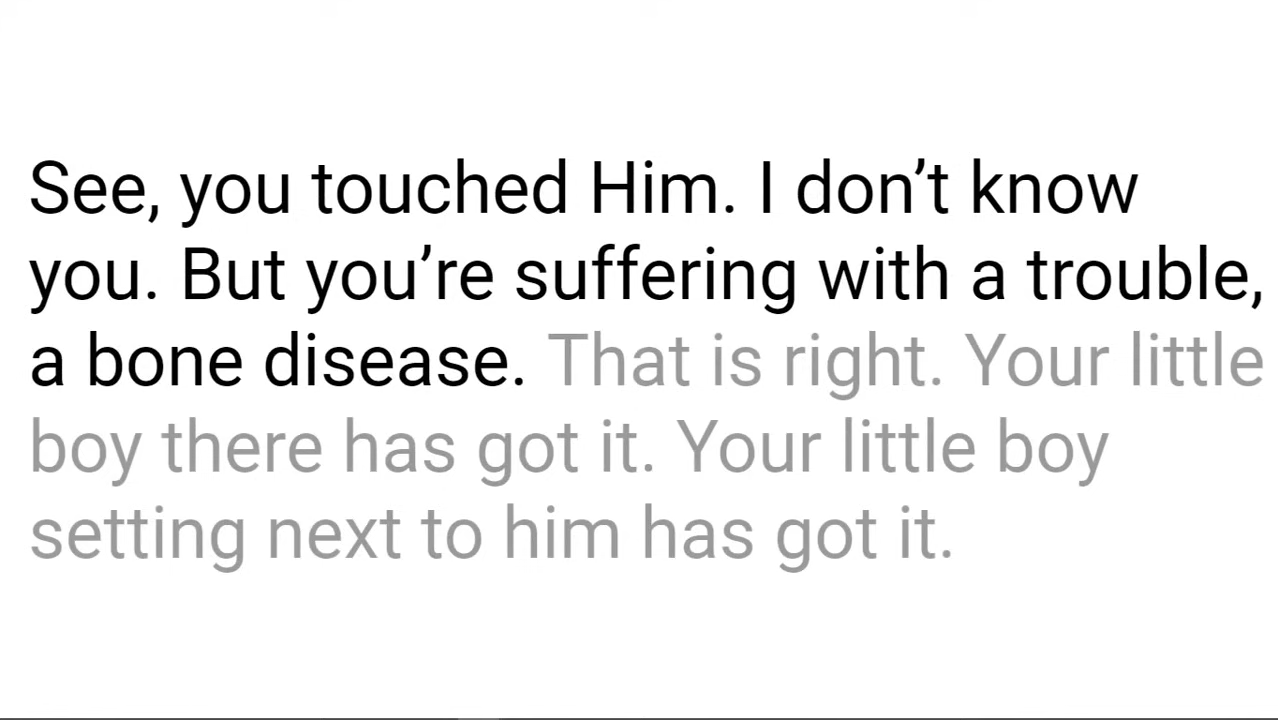 See, you touched Him. I don’t know
you. But you’re suffering with a trouble,
a bone disease. That is right. Your little
boy there has got it. Your little boy
setting next to him has got it.